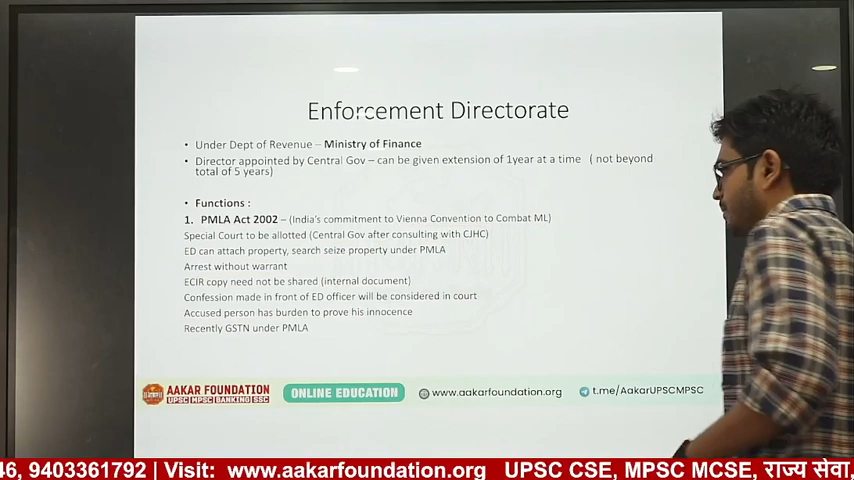 Enforcement Directorate
• Under Dept of Revenue – Ministry of Finance
• Director appointed by Central Gov – can be given extension of 1year at a time ( not beyond
total of 5 years)
• Functions :
1. PMLA Act 2002 – (India's commitment to Vienna Convention to Combat ML)
Special Court to be allotted (Central Gov after consulting with CJHC)
ED can attach property, search seize property under PMLA
Arrest without warrant
ECIR copy need not be shared (internal document)
Confession made in front of ED officer will be considered in court
Accused person has burden to prove his innocence
Recently GSTN under PMLA
AAKAR FOUNDATION
UPSC|MPSC|BANKING|SSC
ONLINE EDUCATION
www.aakarfoundation.org
t.me/AakarUPSCMPSC
46, 9403361792 | Visit: www.aakarfoundation.org UPSC CSE, MPSC MCSE, राज्य सेवा,